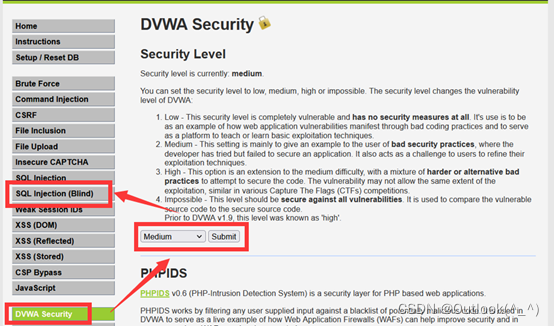 Home
Instructions
Setup / Reset DB
Brute Force
Command Injection
CSRF
File Inclusion
File Upload
Insecure CAPTCHA
SQL Injection
SQL Injection (Blind)
Weak Session IDs
XSS (DOM)
XSS (Reflected)
XSS (Stored)
CSP Bypass
JavaScript
DVWA Security
DVWA Security
Security Level
Security level is currently: medium.
You can set the security level to low, medium, high or impossible. The security level changes the vulnerability
level of DVWA:
1. Low - This security level is completely vulnerable and has no security measures at all. It's use is to be
as an example of how web application vulnerabilities manifest through bad coding practices and to serve
as a platform to teach or learn basic exploitation techniques.
2. Medium - This setting is mainly to give an example to the user of bad security practices, where the
developer has tried but failed to secure an application. It also acts as a challenge to users to refine their
exploitation techniques.
3. High - This option is an extension to the medium difficulty, with a mixture of harder or alternative bad
practices to attempt to secure the code. The vulnerability may not allow the same extent of the
exploitation, similar in various Capture The Flags (CTFs) competitions.
4. Impossible - This level should be secure against all vulnerabilities. It is used to compare the vulnerable
source code to the secure source code.
Prior to DVWA v1.9, this level was known as 'high'.
Medium Submit
PHPIDS
PHPIDS v0.6 (PHP-Intrusion Detection System) is a security layer for PHP based web applications.
PHPIDS works by filtering any user supplied input against a blacklist of potentially malicious code. It is used in
DVWA to serve as a live example of how Web Application Firewalls (WAFs) can help improve security and in
CSDN @Outlook(^_^)